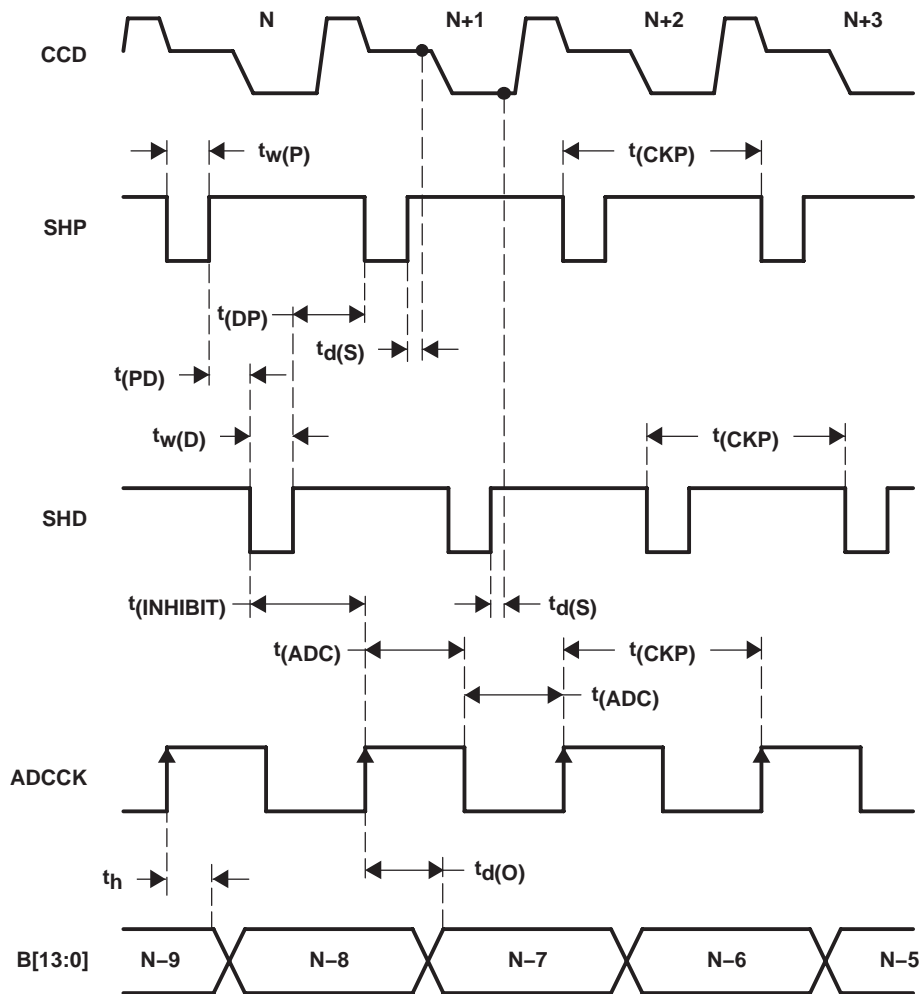 N N+1 N+2 N+3
CCD
tw(P) t(CKP)
SHP
t(DP)
td(S)
t(PD)
tw(D) t(CKP)
SHD
t(INHIBIT) td(S)
t(ADC) t(CKP)
t(ADC)
ADCCK
th td(O)
B[13:0] N–9 N–8 N–7 N–6 N–5